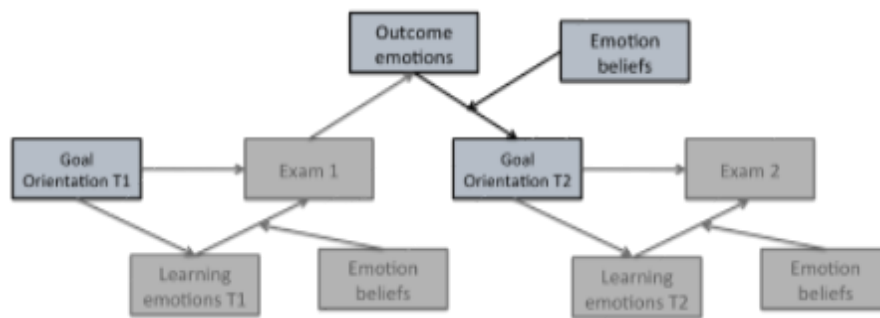 Outcome
emotions
Emotion
beliefs
Goal
Orientation T1
Exam 1
Goal
Orientation T2
Exam 2
Learning
emotions T1
Emotion
beliefs
Learning
emotions T2
Emotion
beliefs